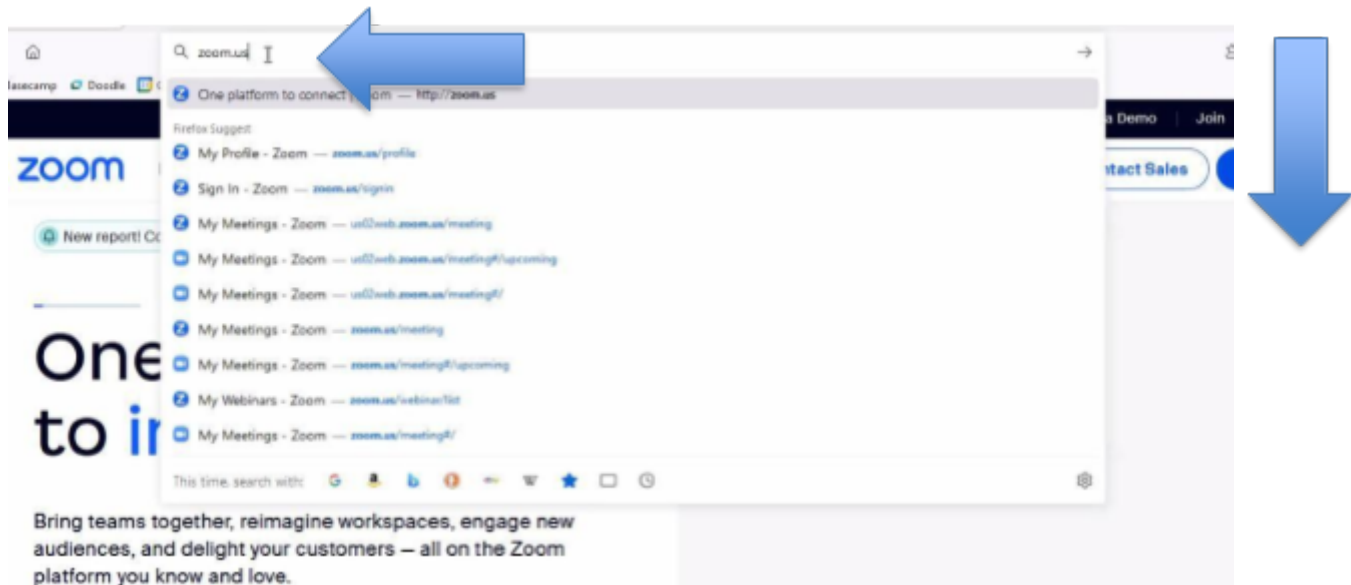 zoom.us
asecamp Doodle
One platform to connect | Zoom — http://zoom.us
Firefox Suggest
a Demo Join
My Profile - Zoom — zoom.us/profile
zoom
ntact Sales
Sign In - Zoom — zoom.us/signin
My Meetings - Zoom — us02web.zoom.us/meeting
New report! Co
My Meetings - Zoom — us02web.zoom.us/meeting#/upcoming
My Meetings - Zoom — us02web.zoom.us/meeting#/
My Meetings - Zoom — zoom.us/meeting
One
My Meetings - Zoom — zoom.us/meeting#/upcoming
My Webinars - Zoom — zoom.us/webinar/list
to in
My Meetings - Zoom — zoom.us/meeting#/
This time, search with:
Bring teams together, reimagine workspaces, engage new
audiences, and delight your customers — all on the Zoom
platform you know and love.